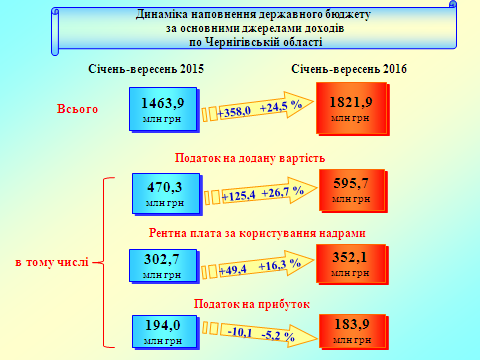 Динаміка наповнення державного бюджету
за основними джерелами доходів
по Чернігівській області
Січень-вересень 2015
Січень-вересень 2016
Всього
1463,9
млн грн
+358,0 +24,5 %
1821,9
млн грн
Податок на додану вартість
470,3
млн грн
+125,4 +26,7 %
595,7
млн грн
Рентна плата за користування надрами
в тому числі
302,7
млн грн
+49,4 +16,3 %
352,1
млн грн
Податок на прибуток
194,0
млн грн
-10,1 -5,2 %
183,9
млн грн